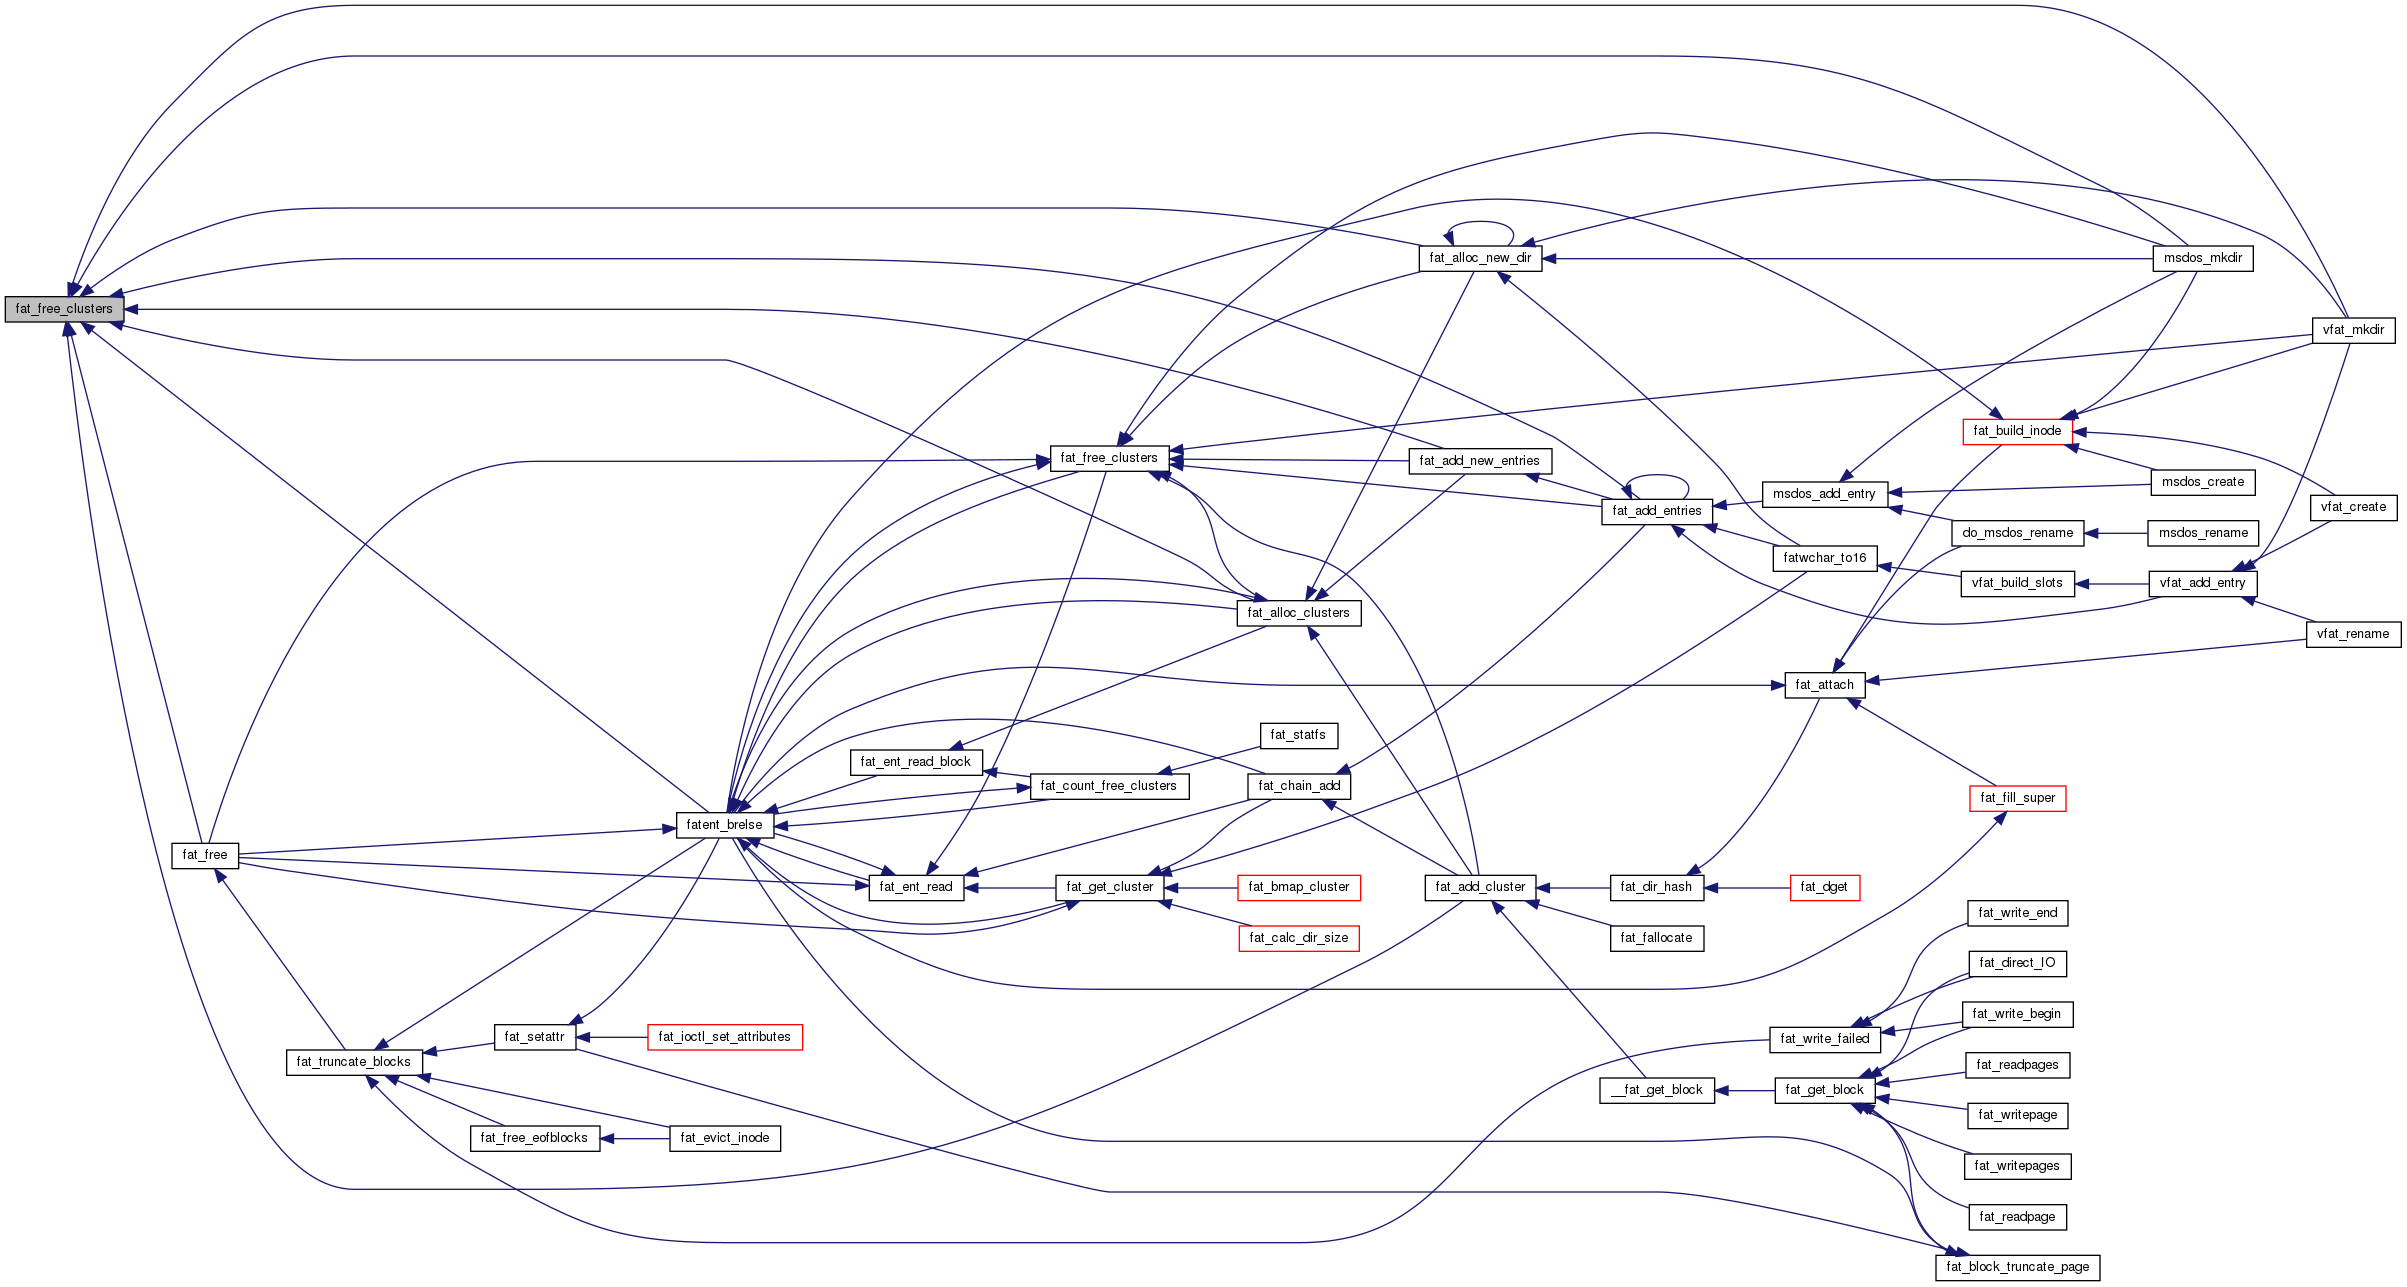 fat_free_clusters
fat_free
fat_truncate_blocks
fat_setattr
fat_free_eofblocks
fatent_brelse
fat_ioctl_set_attributes
fat_evict_inode
fat_ent_read_block
fat_ent_read
fat_free_clusters
fat_count_free_clusters
fat_get_cluster
fat_alloc_clusters
fat_statfs
fat_chain_add
fat_bmap_cluster
fat_calc_dir_size
fat_alloc_new_dir
fat_add_new_entries
fat_add_cluster
fat_add_entries
fat_dir_hash
fat_fallocate
__fat_get_block
msdos_add_entry
fatwchar_to16
fat_attach
fat_dget
fat_write_failed
fat_get_block
fat_build_inode
do_msdos_rename
vfat_build_slots
fat_fill_super
fat_write_end
fat_direct_IO
fat_write_begin
fat_readpages
fat_writepage
fat_writepages
fat_readpage
fat_block_truncate_page
msdos_mkdir
msdos_create
msdos_rename
vfat_add_entry
vfat_mkdir
vfat_create
vfat_rename